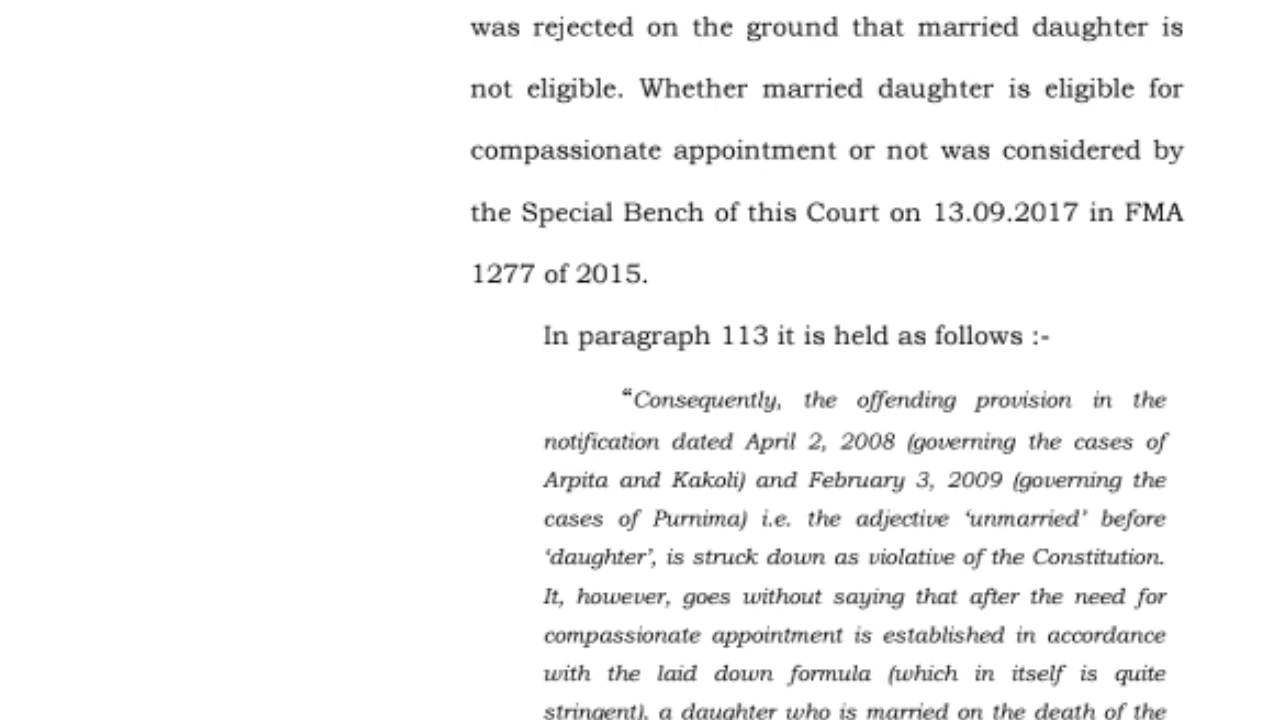 was rejected on the ground that married daughter is
not eligible. Whether married daughter is eligible for
compassionate appointment or not was considered by
the Special Bench of this Court on 13.09.2017 in FMA
1277 of 2015.
In paragraph 113 it is held as follows :-
“Consequently, the offending provision in the
notification dated April 2, 2008 (governing the cases of
Arpita and Kakoli) and February 3, 2009 (governing the
cases of Purnima) i.e. the adjective ‘unmarried’ before
‘daughter’, is struck down as violative of the Constitution.
It, however, goes without saying that after the need for
compassionate appointment is established in accordance
with the laid down formula (which in itself is quite
stringent), a daughter who is married on the death of the